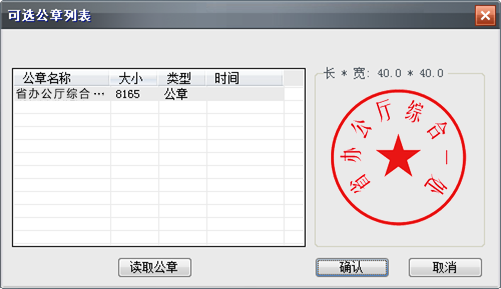 可选公章列表
公章名称 大小 类型 时间
省办公厅综合… 8165 公章
长 * 宽: 40.0 * 40.0
省办公厅综合一处
读取公章 确认 取消